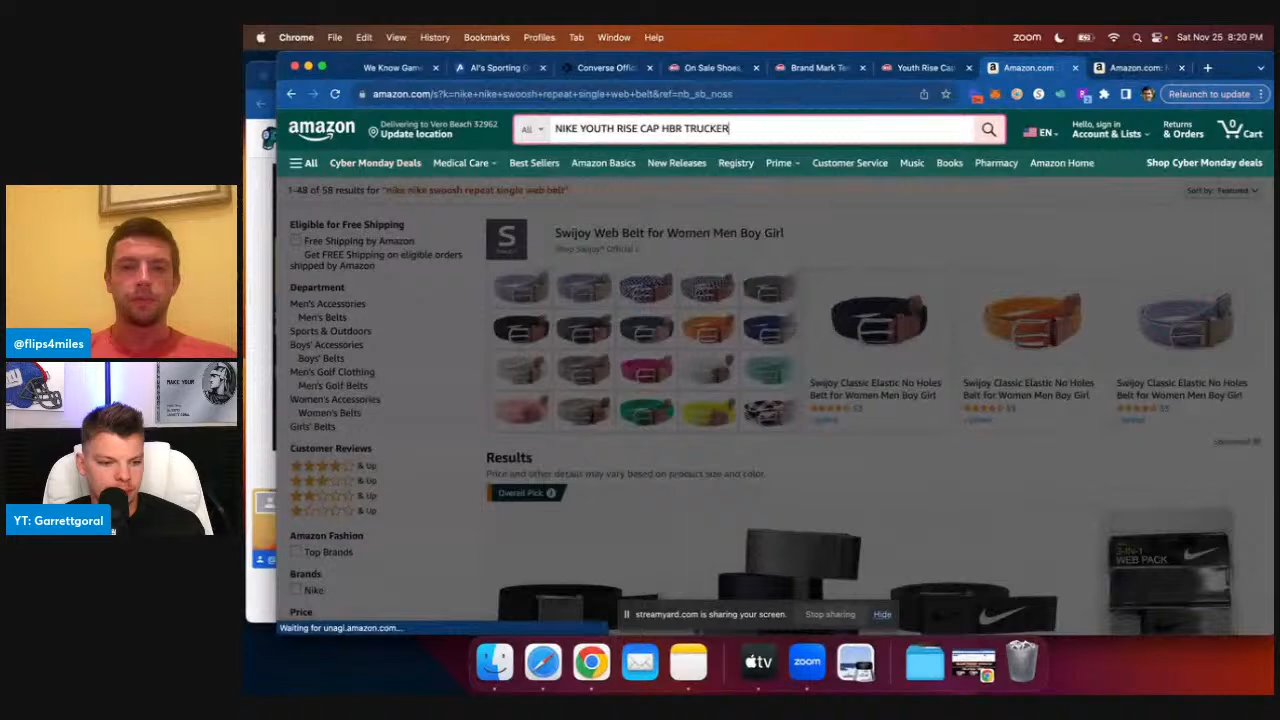 Chrome File Edit View History Bookmarks Profiles Tab Window Help
zoom Sat Nov 25 8:20 PM
We Know Gam
Al's Sporting G
Converse Offic
On Sale Shoes,
Brand Mark Te
Youth Rise Ca
Amazon.com :
Amazon.com: N
amazon.com/s?k=nike+nike+swoosh+repeat+single+web+belt&ref=nb_sb_noss
Relaunch to update
amazon
Delivering to Vero Beach 32962
Update location
All
NIKE YOUTH RISE CAP HBR TRUCKER
EN
Hello, sign in
Account & Lists
Returns
& Orders
0
Cart
All Cyber Monday Deals Medical Care Best Sellers Amazon Basics New Releases Registry Prime Customer Service Music Books Pharmacy Amazon Home Shop Cyber Monday deals
1-48 of 58 results for "nike nike swoosh repeat single web belt"
Sort by: Featured
Eligible for Free Shipping
Free Shipping by Amazon
Get FREE Shipping on eligible orders
shipped by Amazon
Department
Men's Accessories
Men's Belts
Sports & Outdoors
Boys' Accessories
Boys' Belts
Men's Golf Clothing
Men's Golf Belts
Women's Accessories
Women's Belts
Girls' Belts
Customer Reviews
& Up
& Up
& Up
& Up
Amazon Fashion
Top Brands
Brands
Nike
Price
S
Swijoy Web Belt for Women Men Boy Girl
Shop Swijoy Official
Swijoy Classic Elastic No Holes
Belt for Women Men Boy Girl
Swijoy Classic Elastic No Holes
Belt for Women Men Boy Girl
Swijoy Classic Elastic No Holes
Belt for Women Men Boy Girl
Sponsored
Results
Price and other details may vary based on product size and color.
Overall Pick
3-IN-1
WEB PACK
streamyard.com is sharing your screen. Stop sharing Hide
Waiting for unagi.amazon.com...
tv
zoom
@flips4miles
MAKE YOUR
YT: Garrettgoral